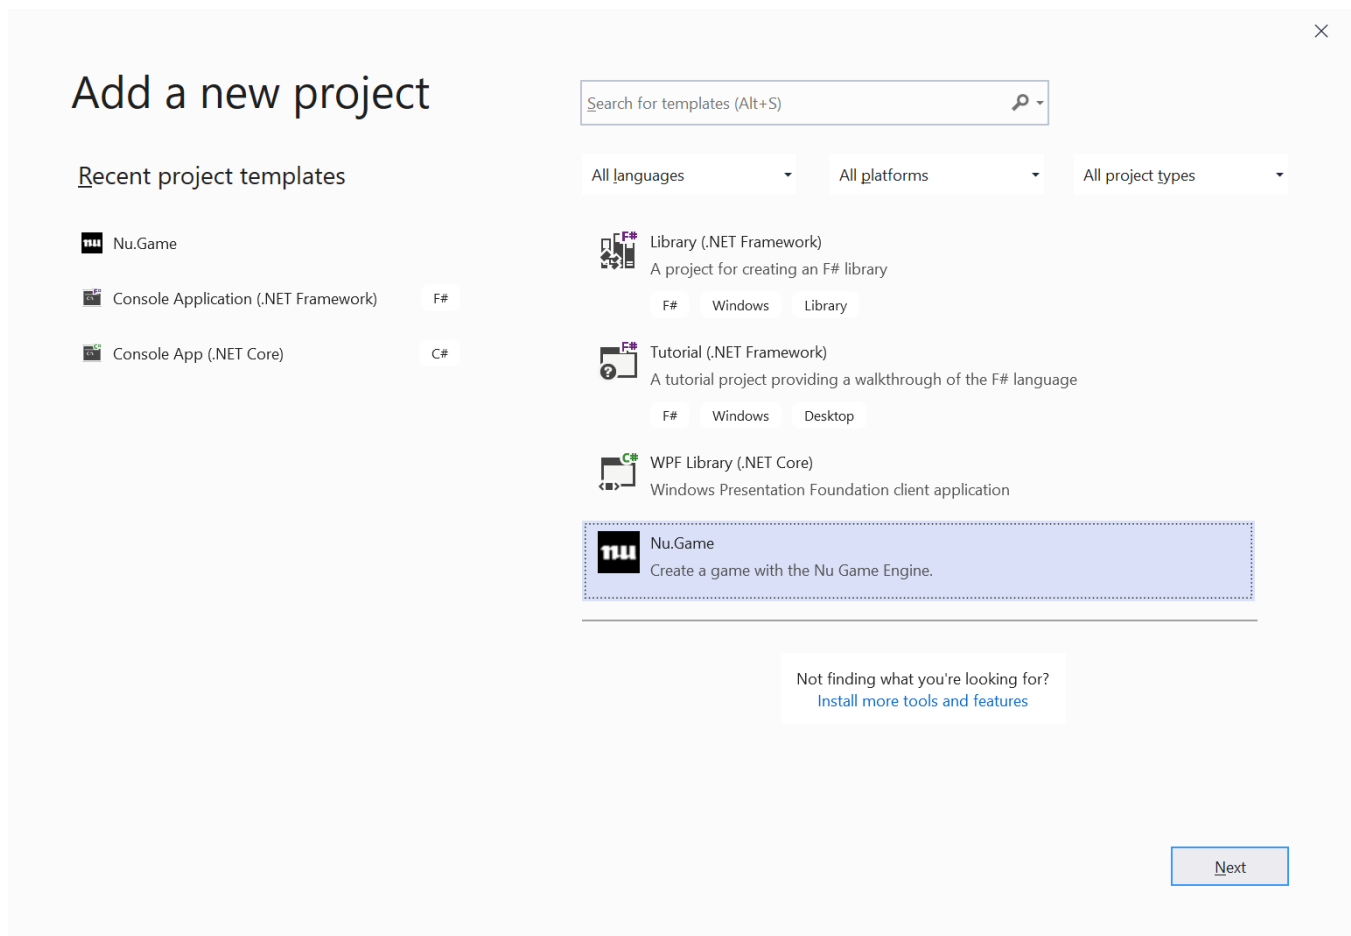 Add a new project
Search for templates (Alt+S)
Recent project templates
All languages
All platforms
All project types
nu Nu.Game
Console Application (.NET Framework) F#
Console App (.NET Core) C#
F# Library (.NET Framework)
A project for creating an F# library
F# Windows Library
F# Tutorial (.NET Framework)
A tutorial project providing a walkthrough of the F# language
F# Windows Desktop
C# WPF Library (.NET Core)
Windows Presentation Foundation client application
nu Nu.Game
Create a game with the Nu Game Engine.
Not finding what you're looking for?
Install more tools and features
Next